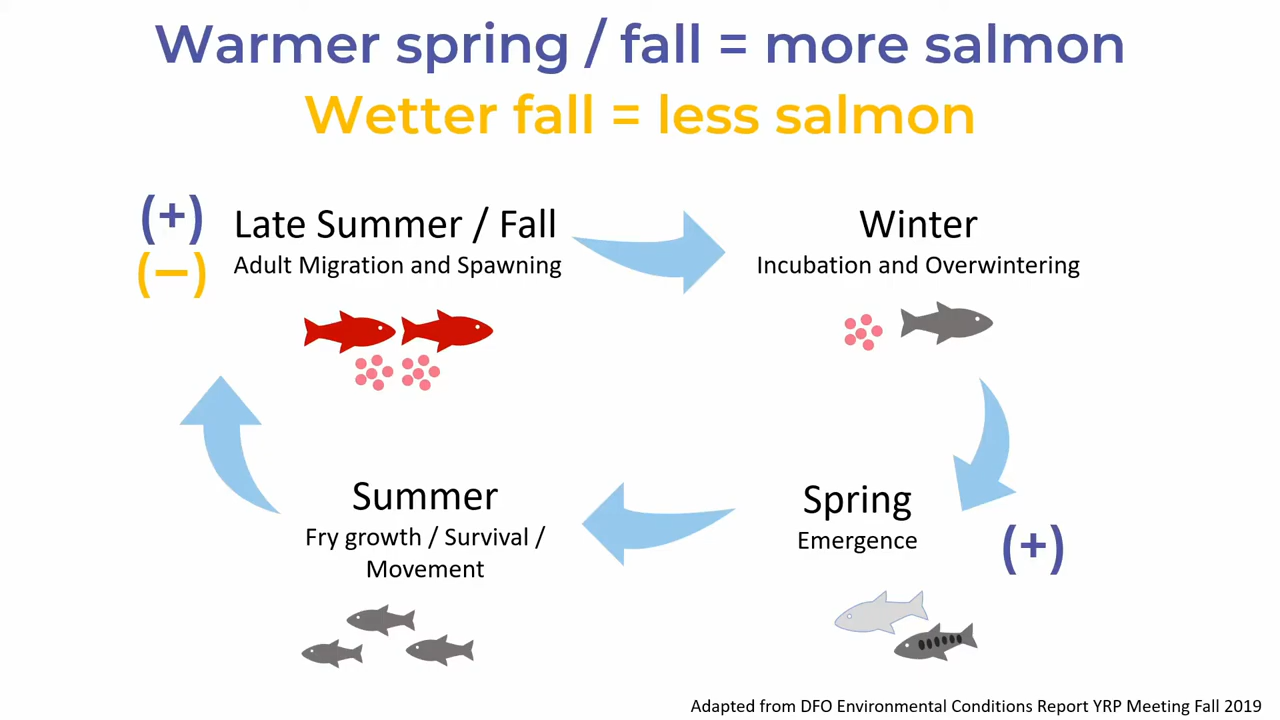 Warmer spring / fall = more salmon
Wetter fall = less salmon
(+)
(−)
Late Summer / Fall
Adult Migration and Spawning
Winter
Incubation and Overwintering
Summer
Fry growth / Survival /
Movement
Spring
Emergence
(+)
Adapted from DFO Environmental Conditions Report YRP Meeting Fall 2019